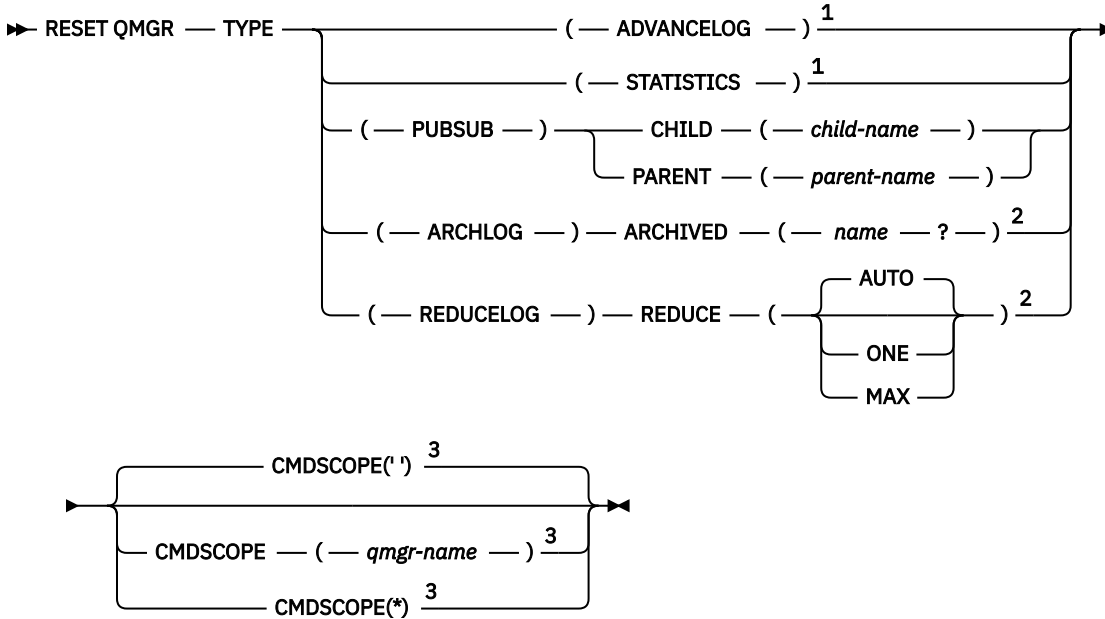 RESET QMGR TYPE ( ADVANCELOG ) 1
( STATISTICS ) 1
( PUBSUB ) CHILD ( child-name )
PARENT ( parent-name )
( ARCHLOG ) ARCHIVED ( name ? ) 2
AUTO
( REDUCELOG ) REDUCE ( ) 2
ONE
MAX
CMDSCOPE(' ') 3
CMDSCOPE ( qmgr-name ) 3
CMDSCOPE(*) 3